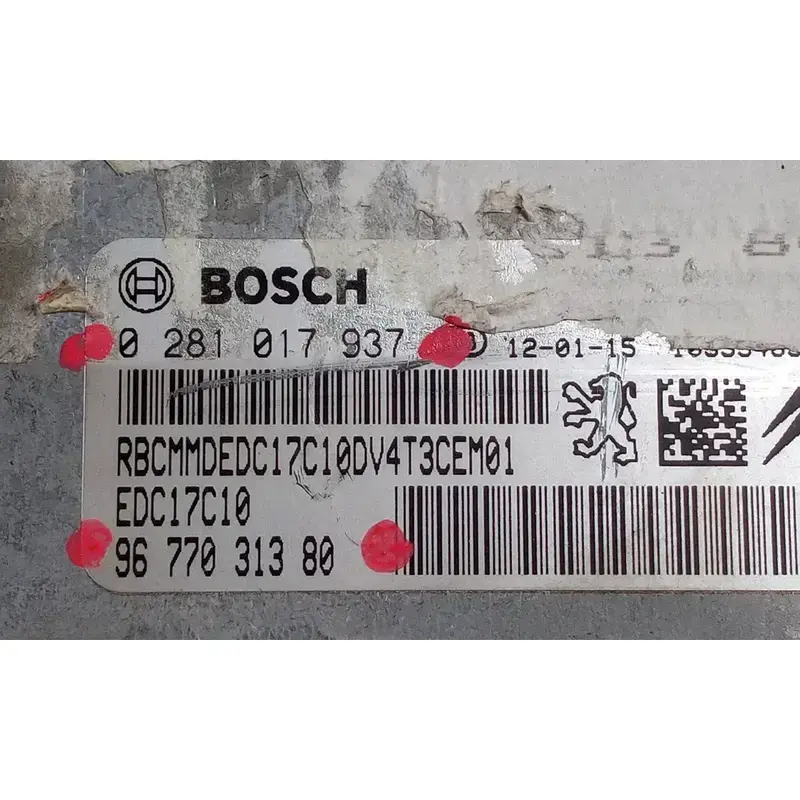 BOSCH
0 281 017 937 D 12-01-15
RBCMMDEDC17C10DV4T3CEM01
EDC17C10
96 770 313 80